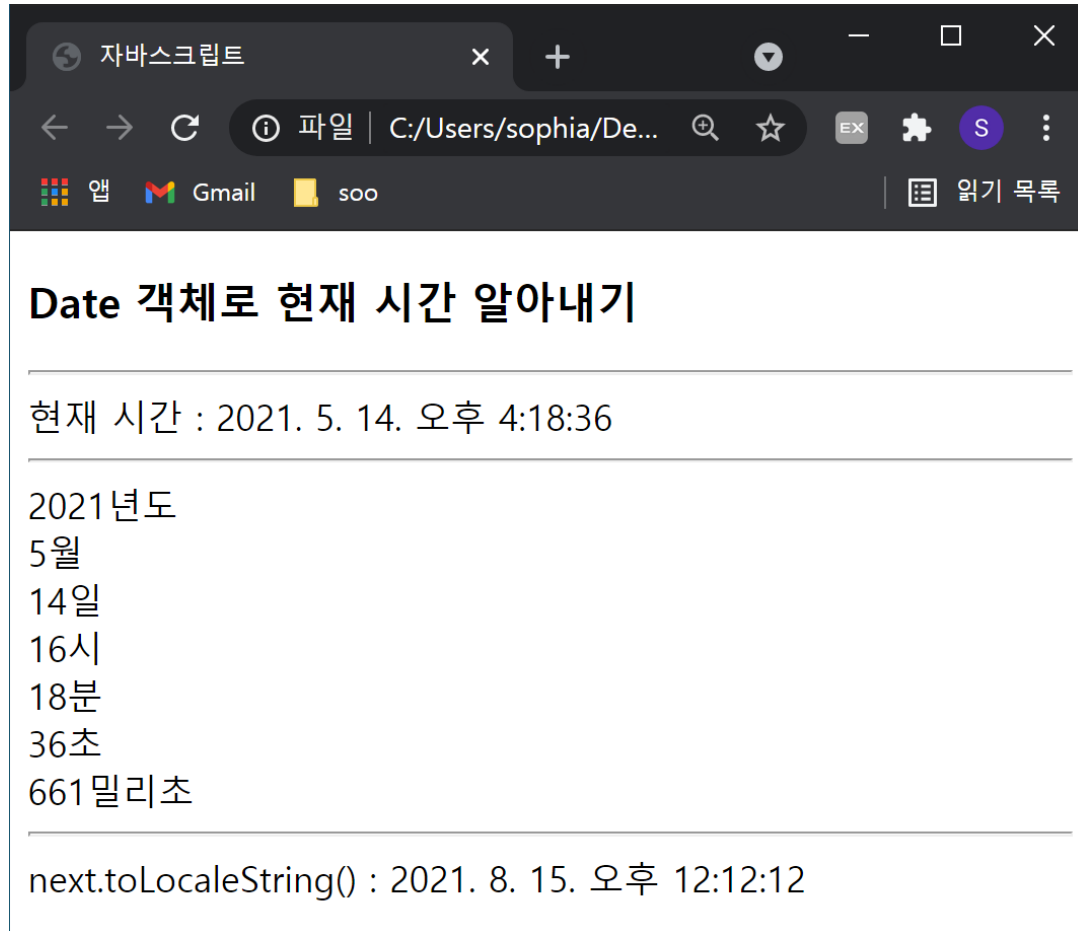 자바스크립트
파일 C:/Users/sophia/De...
EX
S
앱 Gmail soo 읽기 목록
Date 객체로 현재 시간 알아내기
현재 시간 : 2021. 5. 14. 오후 4:18:36
2021년도
5월
14일
16시
18분
36초
661밀리초
next.toLocaleString() : 2021. 8. 15. 오후 12:12:12